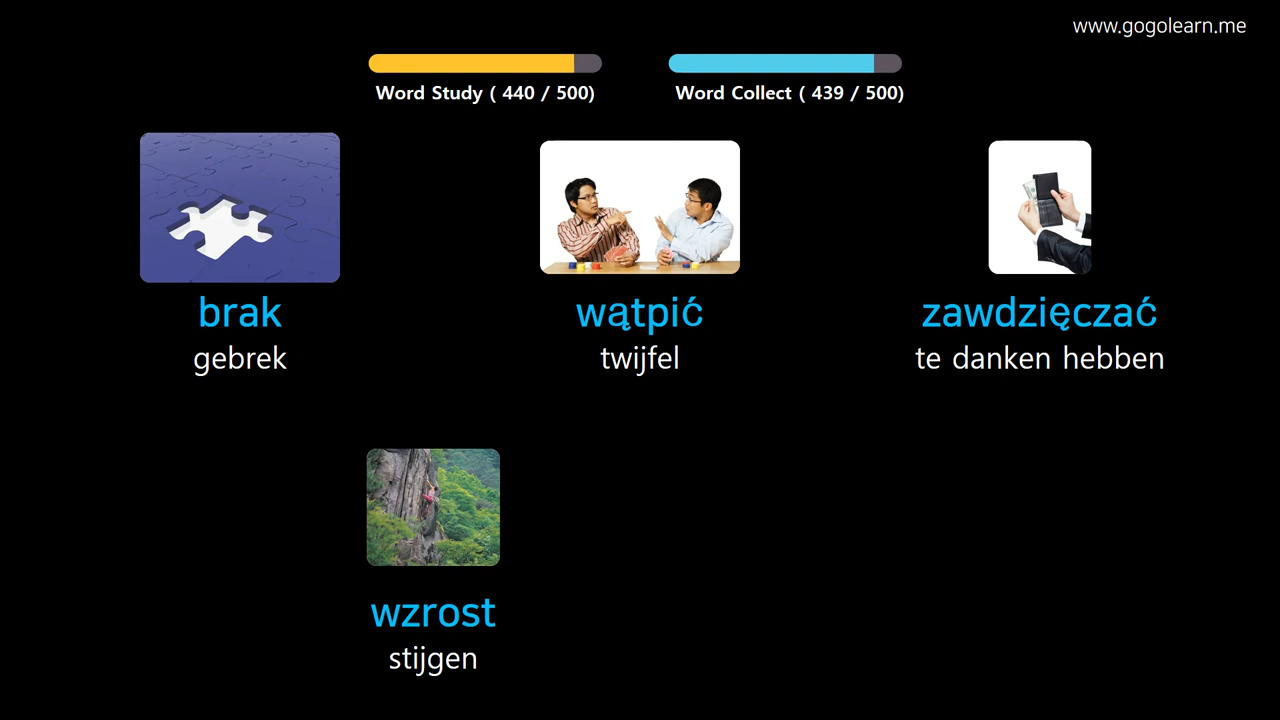 www.gogolearn.me
Word Study ( 440 / 500)
Word Collect ( 439 / 500)
brak
gebrek
wątpić
twijfel
zawdzięczać
te danken hebben
wzrost
stijgen